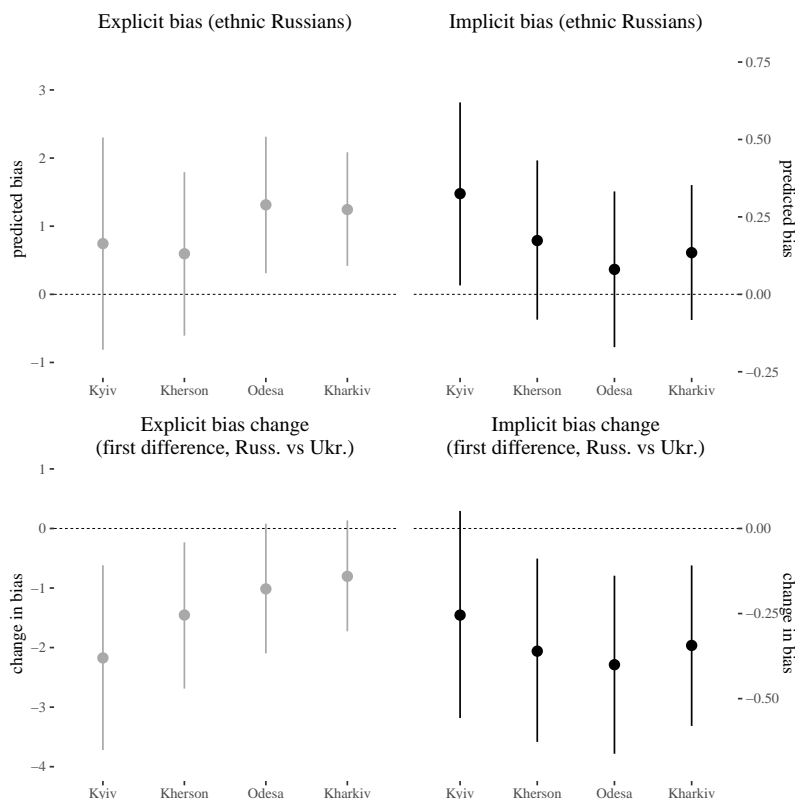 Explicit bias (ethnic Russians)
Implicit bias (ethnic Russians)
predicted bias
3
2
1
0
−1
Kyiv Kherson Odesa Kharkiv
0.75
0.50
0.25
0.00
−0.25
predicted bias
Kyiv Kherson Odesa Kharkiv
Explicit bias change
(first difference, Russ. vs Ukr.)
Implicit bias change
(first difference, Russ. vs Ukr.)
change in bias
1
0
−1
−2
−3
−4
Kyiv Kherson Odesa Kharkiv
0.00
−0.25
−0.50
change in bias
Kyiv Kherson Odesa Kharkiv